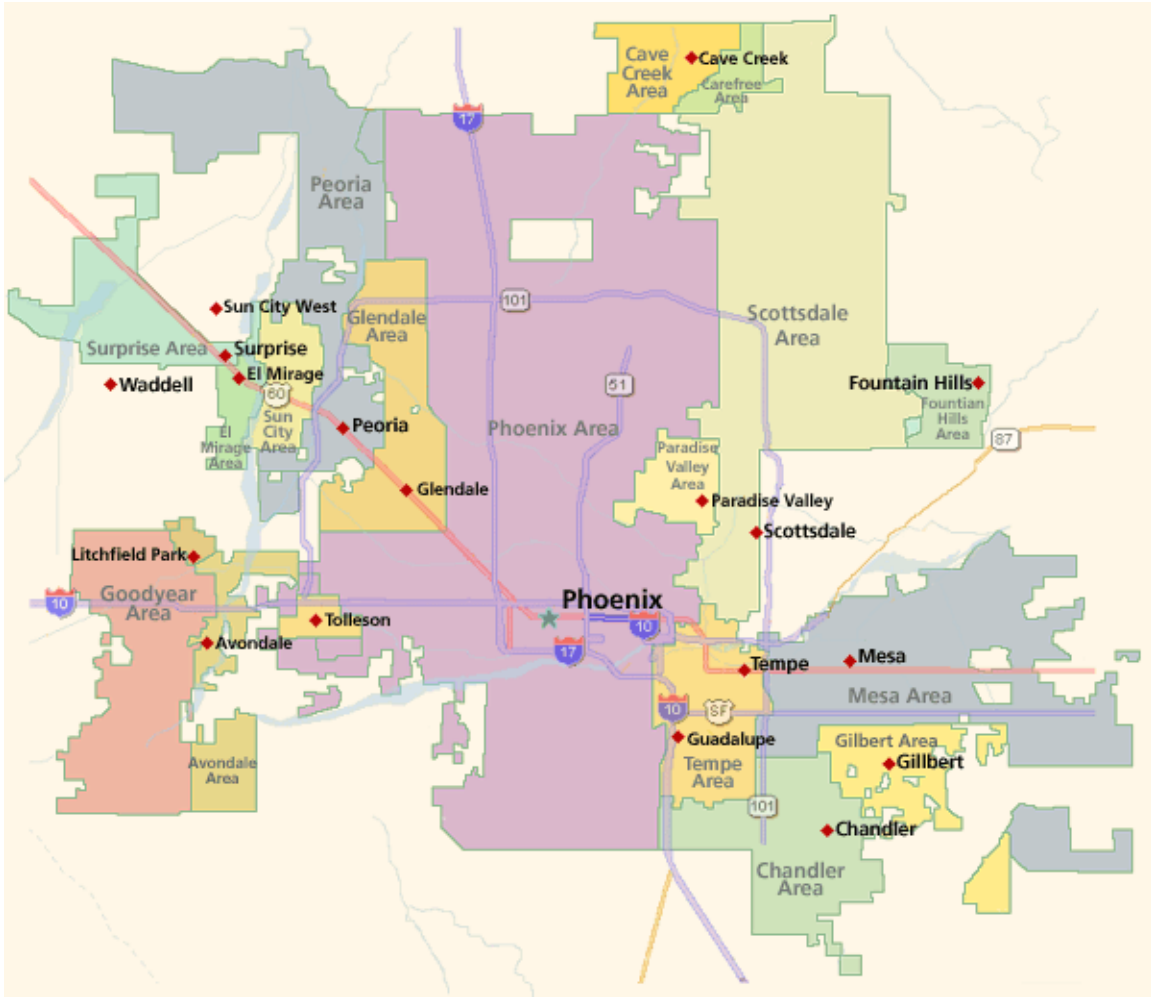 Cave
Creek
Area
Cave Creek
Carefree
Area
17
Peoria
Area
Sun City West
101
Glendale
Area
Scottsdale
Area
Surprise Area
Surprise
El Mirage
Waddell
60
51
Fountain Hills
Fountian
Hills
Area
Sun
City
Area
Peoria
Phoenix Area
El
Mirage
Area
87
Paradise
Valley
Area
Glendale
Paradise Valley
Scottsdale
Litchfield Park
Goodyear
Area
10
Phoenix
Tolleson
10
Avondale
17
Tempe
Mesa
Mesa Area
10
SF
Guadalupe
Gilbert Area
Gillbert
Avondale
Area
Tempe
Area
101
Chandler
Chandler
Area